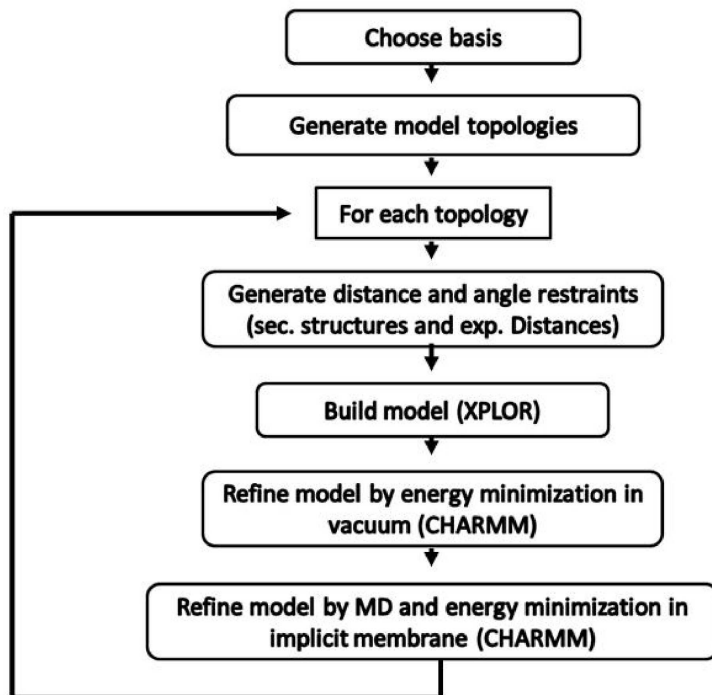 Choose basis
Generate model topologies
For each topology
Generate distance and angle restraints
(sec. structures and exp. Distances)
Build model (XPLOR)
Refine model by energy minimization in
vacuum (CHARMM)
Refine model by MD and energy minimization in
implicit membrane (CHARMM)